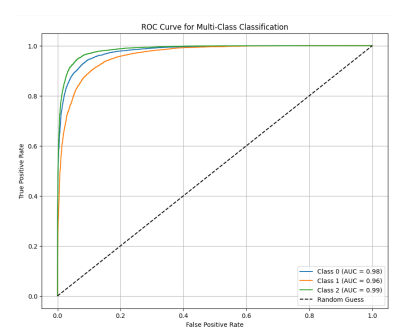 ROC Curve for Multi-Class Classification
1.0
0.8
0.6
0.4
0.2
0.0
True Positive Rate
0.0
0.2
0.4
0.6
0.8
1.0
False Positive Rate
Class 0 (AUC = 0.98)
Class 1 (AUC = 0.96)
Class 2 (AUC = 0.99)
Random Guess